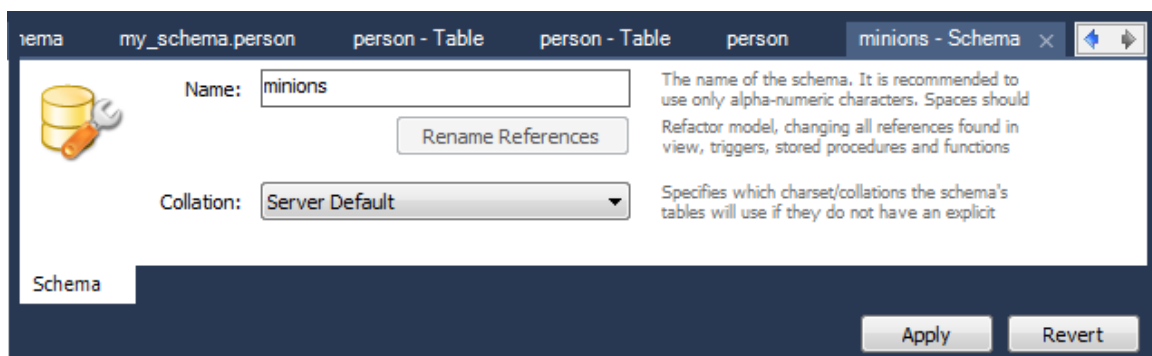 my_schema.person person - Table person - Table person minions - Schema
Name: minions
The name of the schema. It is recommended to
use only alpha-numeric characters. Spaces should
Rename References
Refactor model, changing all references found in
view, triggers, stored procedures and functions
Collation: Server Default
Specifies which charset/collations the schema's
tables will use if they do not have an explicit
Schema
Apply Revert